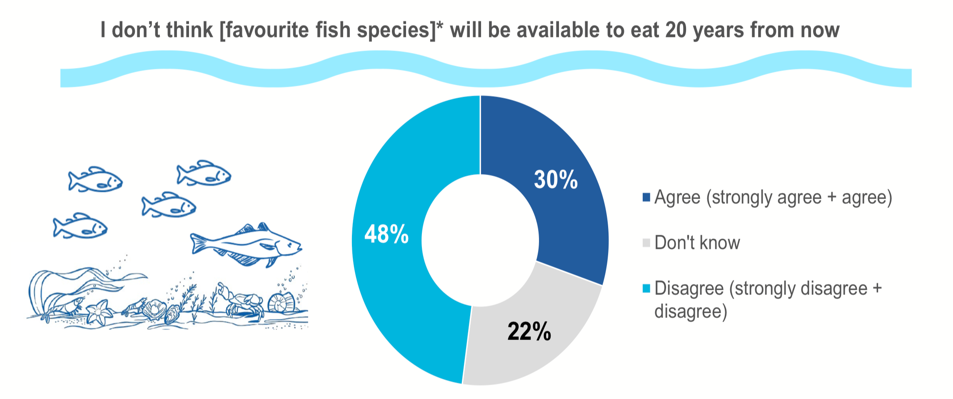 I don’t think [favourite fish species]* will be available to eat 20 years from now
30%
48%
22%
Agree (strongly agree + agree)
Don't know
Disagree (strongly disagree +
disagree)